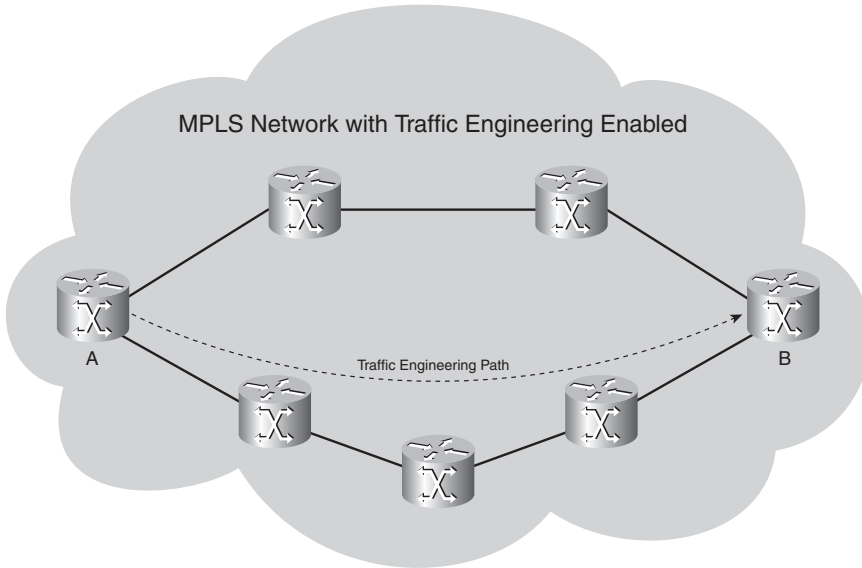 MPLS Network with Traffic Engineering Enabled
A
Traffic Engineering Path
B